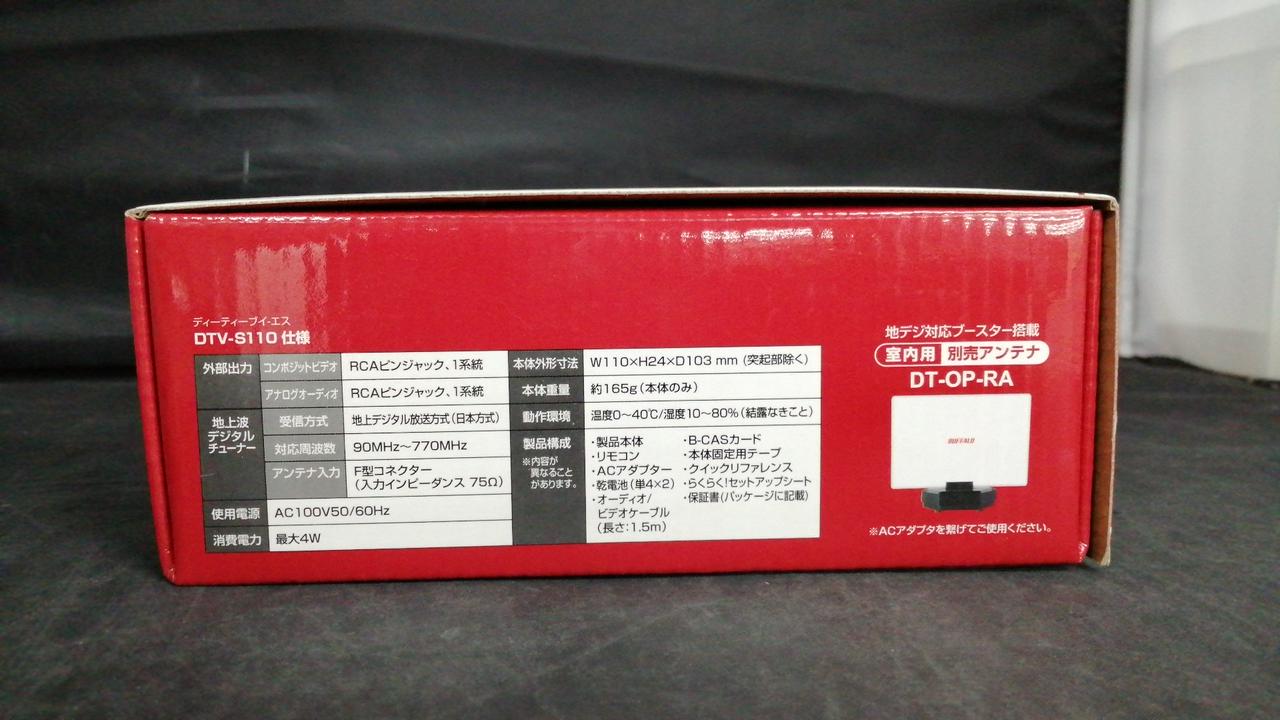 ディーティーブイ-エス
DTV-S110 仕様
外部出力
コンポジットビデオ
RCAピンジャック、1系統
アナログオーディオ
RCAピンジャック、1系統
地上波
デジタル
チューナー
受信方式
地上デジタル放送方式(日本方式)
対応周波数
90MHz～770MHz
アンテナ入力
F型コネクター
(入力インピーダンス 75Ω)
使用電源
AC100V50/60Hz
消費電力
最大4W
本体外形寸法
W110×H24×D103 mm (突起部除く)
本体重量
約165g(本体のみ)
動作環境
温度0～40℃/湿度10～80% (結露なきこと)
製品構成
※内容が
異なること
があります。
・製品本体
・リモコン
・ACアダプター
・乾電池(単4×2)
・オーディオ/
ビデオケーブル
(長さ:1.5m)
・B-CASカード
・本体固定用テープ
・クイックリファレンス
・らくらく!セットアップシート
・保証書(パッケージに記載)
地デジ対応ブースター搭載
室内用 別売アンテナ
DT-OP-RA
BUFFALO
※ACアダプタを繋げてご使用ください。